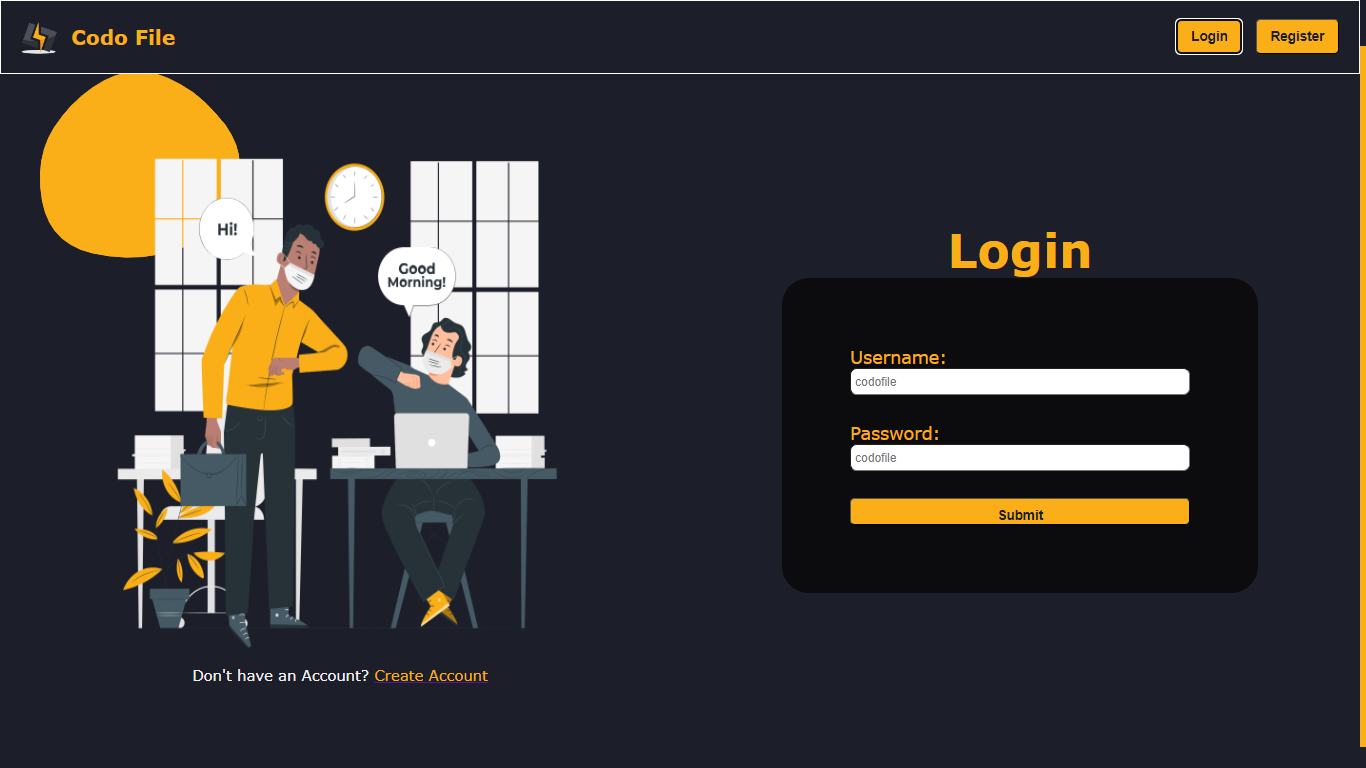 Codo File
Login
Register
Hi!
Good
Morning!
Login
Username:
codofile
Password:
codofile
Submit
Don't have an Account? Create Account